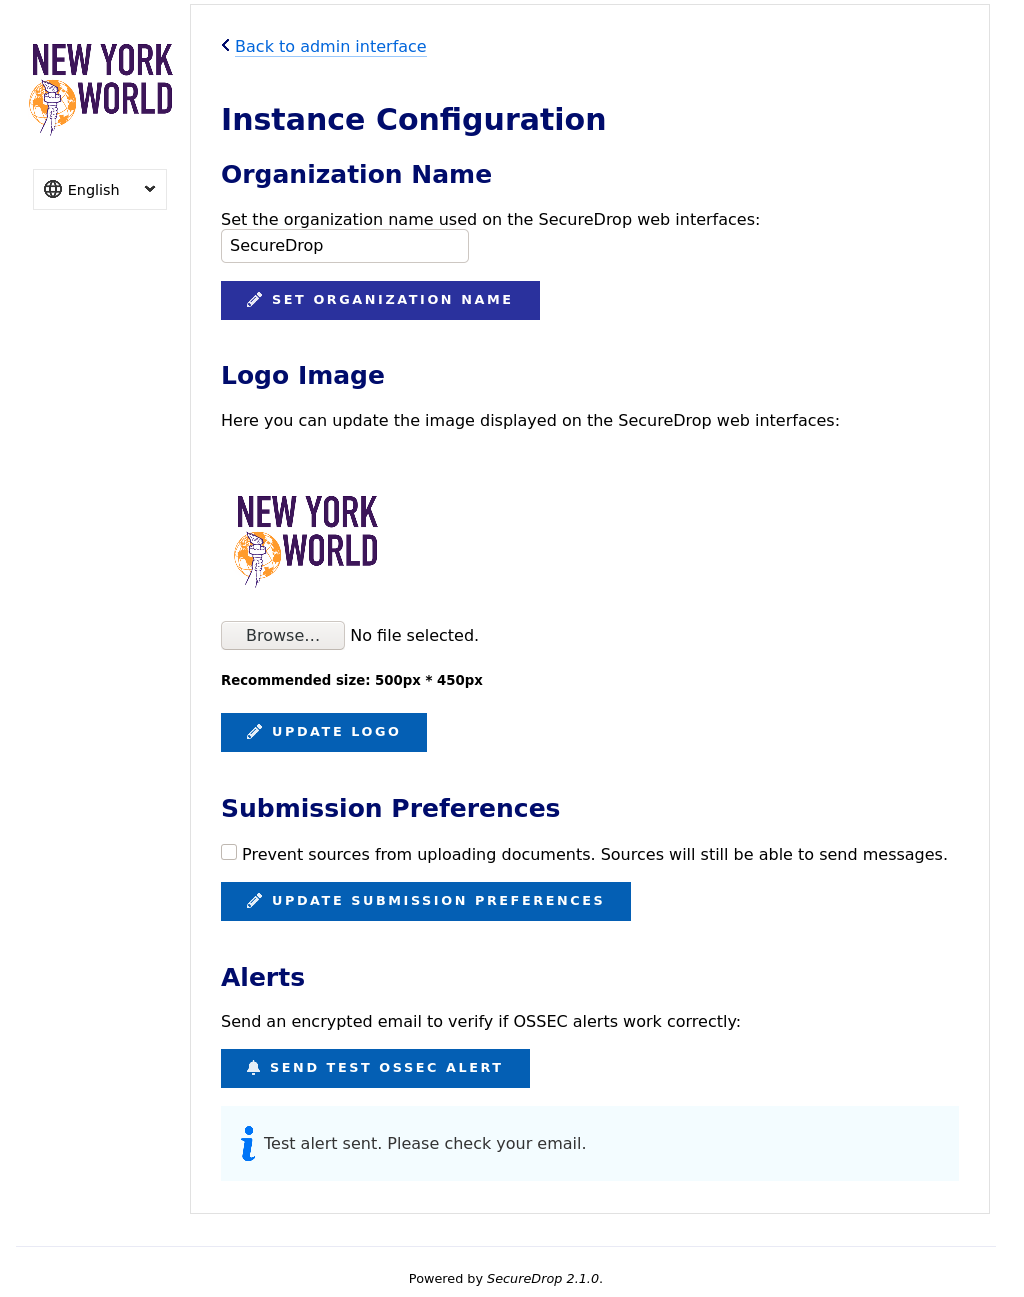 NEW YORK
WORLD
English
Back to admin interface
Instance Configuration
Organization Name
Set the organization name used on the SecureDrop web interfaces:
SecureDrop
SET ORGANIZATION NAME
Logo Image
Here you can update the image displayed on the SecureDrop web interfaces:
NEW YORK
WORLD
Browse... No file selected.
Recommended size: 500px * 450px
UPDATE LOGO
Submission Preferences
Prevent sources from uploading documents. Sources will still be able to send messages.
UPDATE SUBMISSION PREFERENCES
Alerts
Send an encrypted email to verify if OSSEC alerts work correctly:
SEND TEST OSSEC ALERT
Test alert sent. Please check your email.
Powered by SecureDrop 2.1.0.